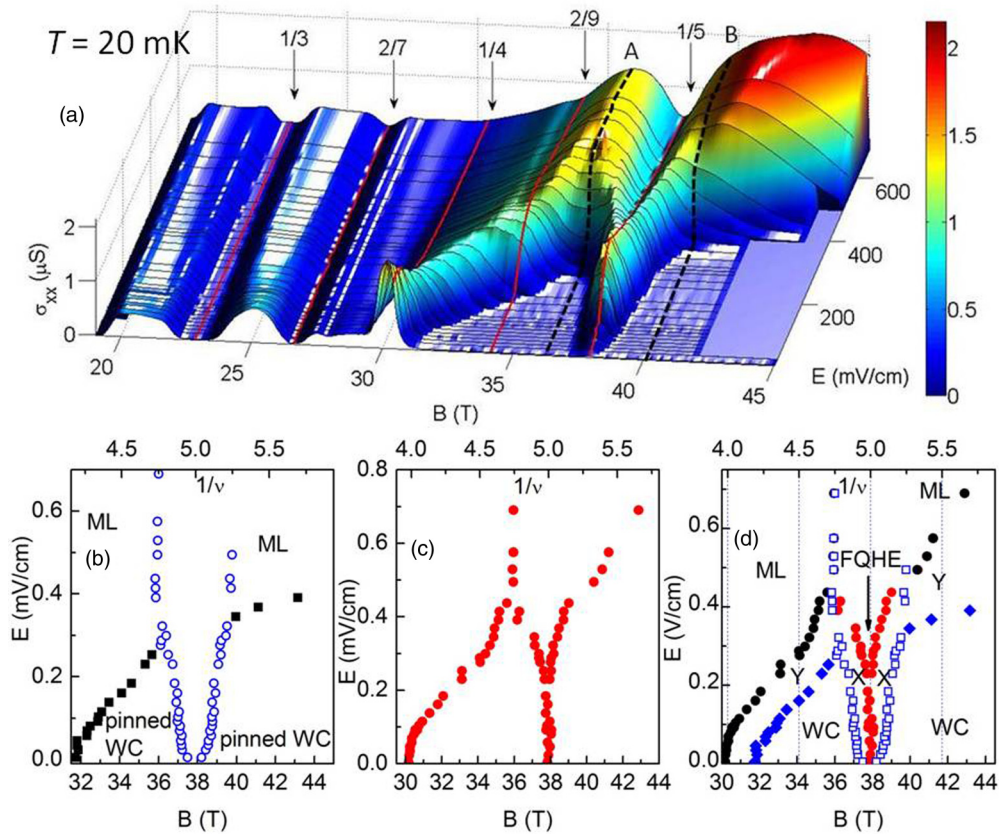 T = 20 mK
1/3
2/7
1/4
2/9
A
1/5
B
(a)
2
1.5
1
0.5
0
σxx (μS)
2
1
0
600
400
200
E (mV/cm)
20
25
30
35
40
45
B (T)
4.5 5.0 5.5
1/ν
0.6
0.4
0.2
0.0
E (mV/cm)
ML
(b)
ML
pinned
WC
pinned WC
32 34 36 38 40 42 44
B (T)
4.0 4.5 5.0 5.5
1/ν
0.8
0.6
0.4
0.2
0.0
E (mV/cm)
(c)
30 32 34 36 38 40 42 44
B (T)
4.0 4.5 5.0 5.5
1/ν
0.6
0.4
0.2
0.0
E (V/cm)
ML
(d)
ML
FQHE
Y
Y
X
X
WC
WC
30 32 34 36 38 40 42 44
B (T)